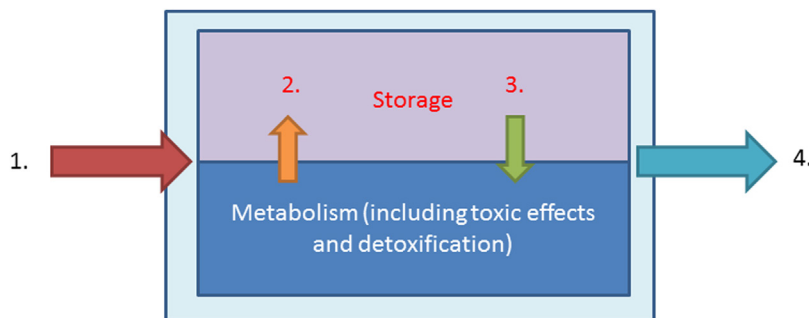 2.
3.
Storage
1.
4.
Metabolism (including toxic effects
and detoxification)